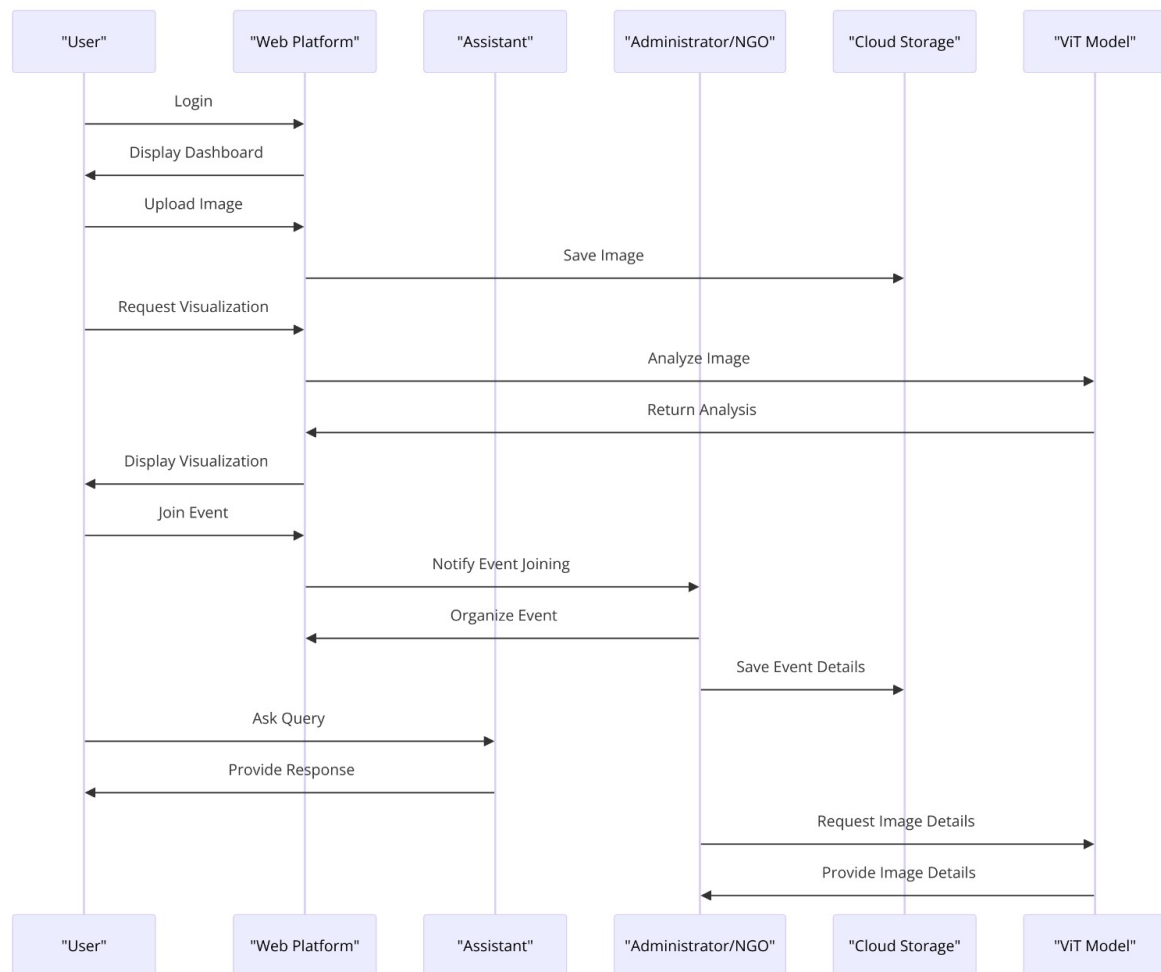 "User" "Web Platform" "Assistant" "Administrator/NGO" "Cloud Storage" "ViT Model"
Login
Display Dashboard
Upload Image
Save Image
Request Visualization
Analyze Image
Return Analysis
Display Visualization
Join Event
Notify Event Joining
Organize Event
Save Event Details
Ask Query
Provide Response
Request Image Details
Provide Image Details
"User" "Web Platform" "Assistant" "Administrator/NGO" "Cloud Storage" "ViT Model"